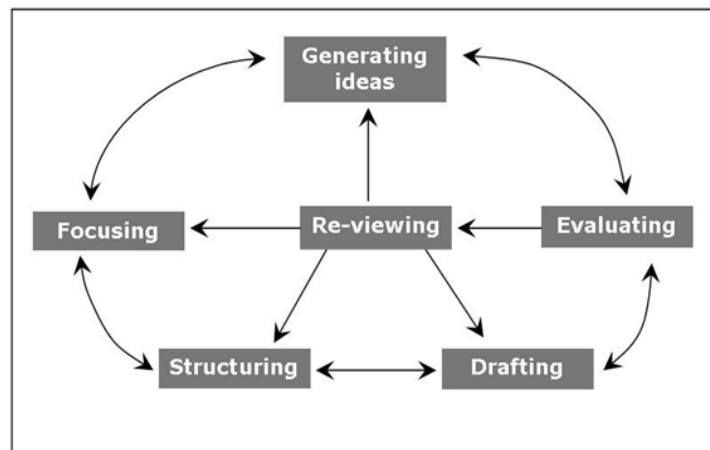 Generating
ideas
Focusing
Re-viewing
Evaluating
Structuring
Drafting